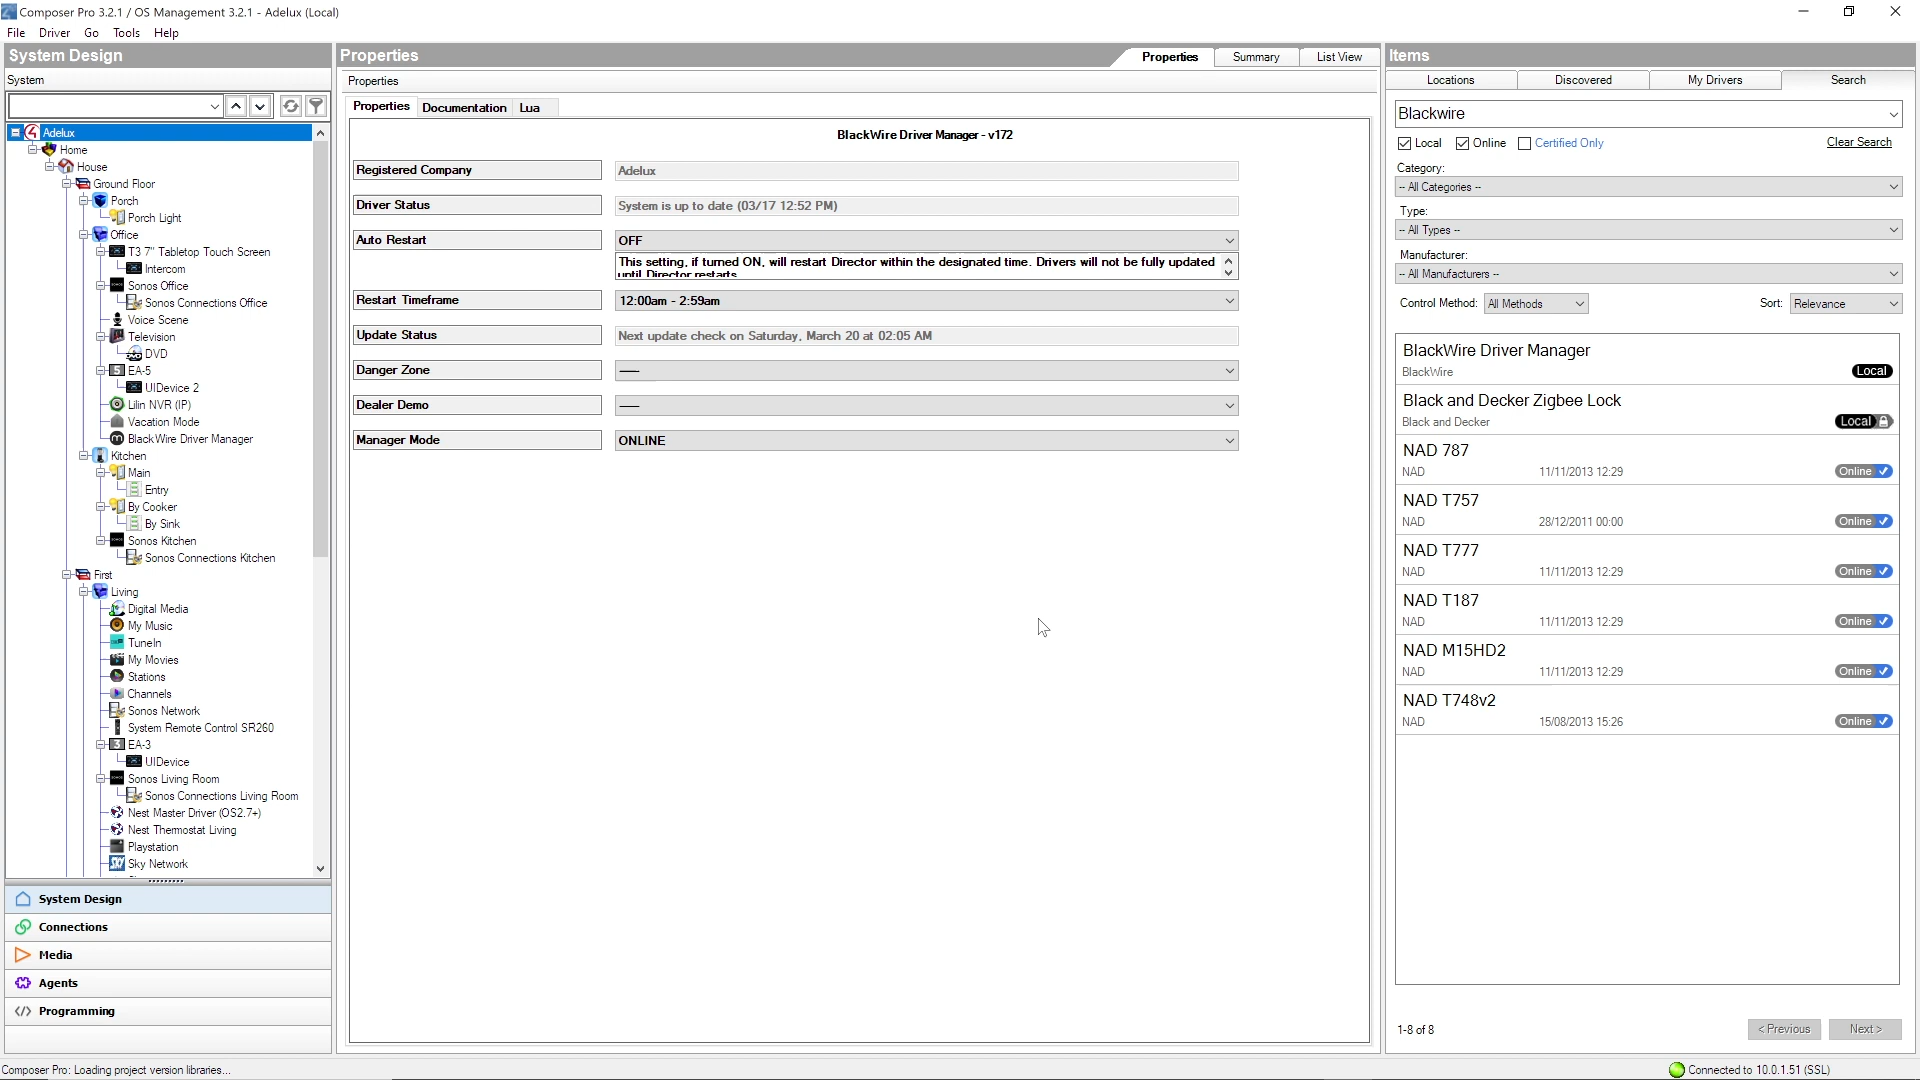 Composer Pro 3.2.1 / OS Management 3.2.1 - Adelux (Local)
File Driver Go Tools Help
System Design
System
Adelux
Home
House
Ground Floor
Porch
Porch Light
Office
T3 7" Tabletop Touch Screen
Intercom
Sonos Office
Sonos Connections Office
Voice Scene
Television
DVD
EA-5
UIDevice 2
Lilin NVR (IP)
Vacation Mode
BlackWire Driver Manager
Kitchen
Main
Entry
By Cooker
By Sink
Sonos Kitchen
Sonos Connections Kitchen
First
Living
Digital Media
My Music
TuneIn
My Movies
Stations
Channels
Sonos Network
System Remote Control SR260
EA-3
UIDevice
Sonos Living Room
Sonos Connections Living Room
Nest Master Driver (OS2.7+)
Nest Thermostat Living
Playstation
Sky Network
System Design
Connections
Media
Agents
Programming
Properties
Properties Summary List View
Properties
Properties Documentation Lua
BlackWire Driver Manager - v172
Registered Company Adelux
Driver Status System is up to date (03/17 12:52 PM)
Auto Restart OFF
This setting, if turned ON, will restart Director within the designated time. Drivers will not be fully updated
until Director restarts
Restart Timeframe 12:00am - 2:59am
Update Status Next update check on Saturday, March 20 at 02:05 AM
Danger Zone -----
Dealer Demo -----
Manager Mode ONLINE
Items
Locations Discovered My Drivers Search
Blackwire
Local Online Certified Only Clear Search
Category:
-- All Categories --
Type:
-- All Types --
Manufacturer:
-- All Manufacturers --
Control Method: All Methods Sort: Relevance
BlackWire Driver Manager
BlackWire Local
Black and Decker Zigbee Lock
Black and Decker Local
NAD 787
NAD 11/11/2013 12:29 Online
NAD T757
NAD 28/12/2011 00:00 Online
NAD T777
NAD 11/11/2013 12:29 Online
NAD T187
NAD 11/11/2013 12:29 Online
NAD M15HD2
NAD 11/11/2013 12:29 Online
NAD T748v2
NAD 15/08/2013 15:26 Online
1-8 of 8 < Previous Next >
Composer Pro: Loading project version libraries... Connected to 10.0.1.51 (SSL)